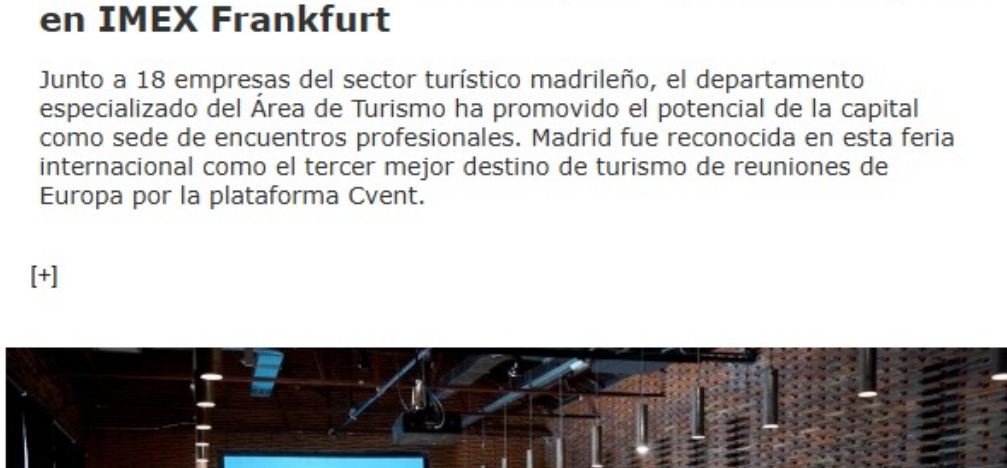 en IMEX Frankfurt
Junto a 18 empresas del sector turístico madrileño, el departamento
especializado del Área de Turismo ha promovido el potencial de la capital
como sede de encuentros profesionales. Madrid fue reconocida en esta feria
internacional como el tercer mejor destino de turismo de reuniones de
Europa por la plataforma Cvent.
[+]